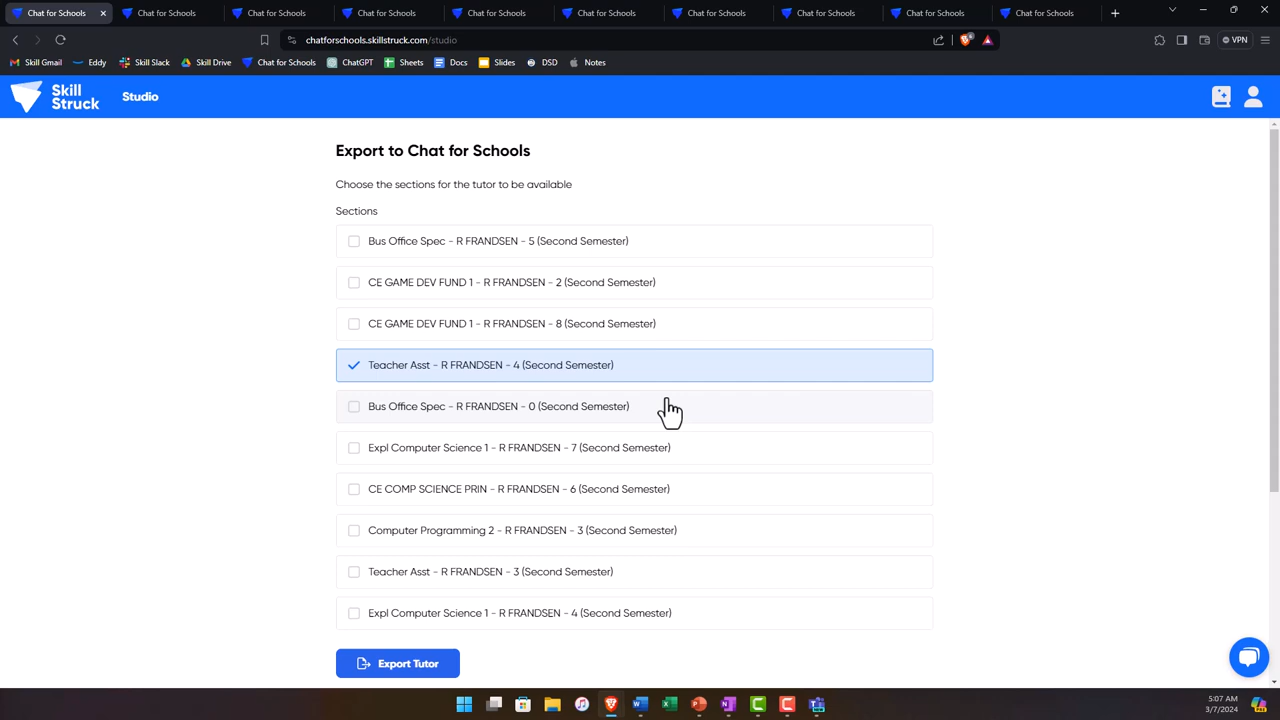 Chat for Schools Chat for Schools Chat for Schools Chat for Schools Chat for Schools Chat for Schools Chat for Schools Chat for Schools Chat for Schools Chat for Schools
chatforschools.skillstruck.com/studio VPN
Skill Gmail Eddy Skill Slack Skill Drive Chat for Schools ChatGPT Sheets Docs Slides DSD Notes
Skill
Struck
Studio
Export to Chat for Schools
Choose the sections for the tutor to be available
Sections
Bus Office Spec - R FRANDSEN - 5 (Second Semester)
CE GAME DEV FUND 1 - R FRANDSEN - 2 (Second Semester)
CE GAME DEV FUND 1 - R FRANDSEN - 8 (Second Semester)
Teacher Asst - R FRANDSEN - 4 (Second Semester)
Bus Office Spec - R FRANDSEN - 0 (Second Semester)
Expl Computer Science 1 - R FRANDSEN - 7 (Second Semester)
CE COMP SCIENCE PRIN - R FRANDSEN - 6 (Second Semester)
Computer Programming 2 - R FRANDSEN - 3 (Second Semester)
Teacher Asst - R FRANDSEN - 3 (Second Semester)
Expl Computer Science 1 - R FRANDSEN - 4 (Second Semester)
Export Tutor
5:07 AM
3/7/2024